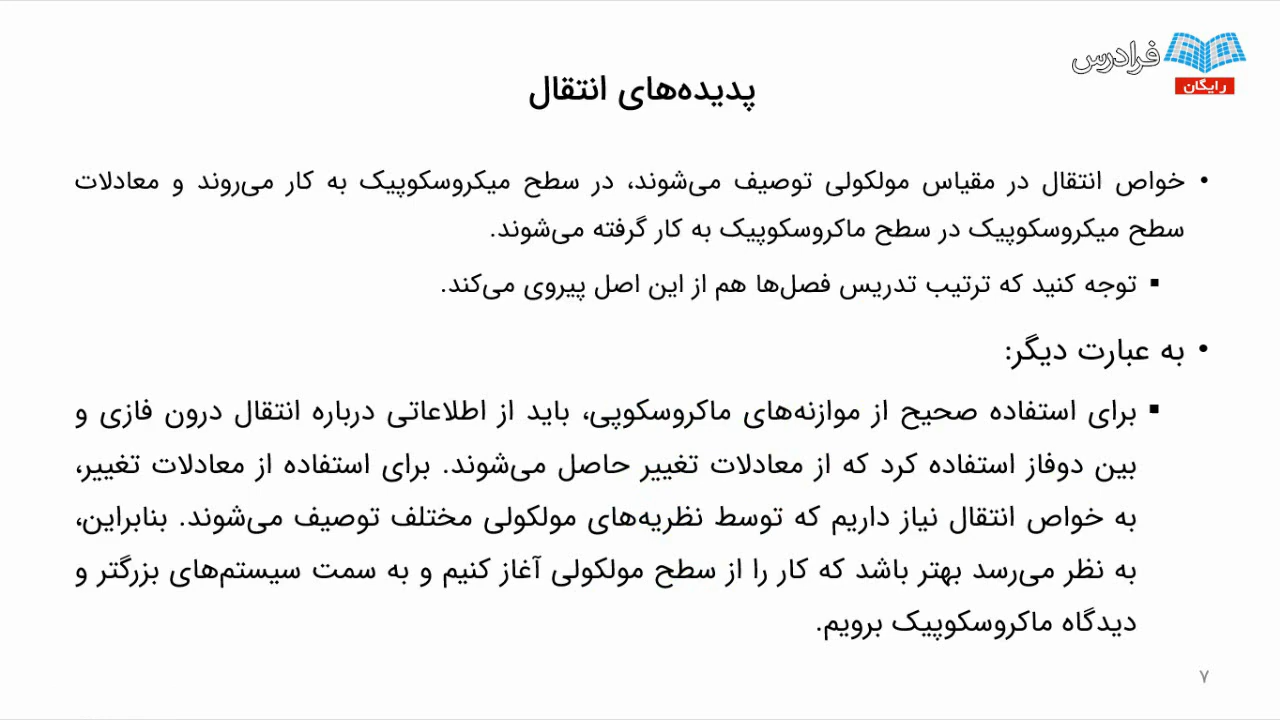 فرادرس
رایگان
پدیده‌های انتقال
• خواص انتقال در مقیاس مولکولی توصیف می‌شوند، در سطح میکروسکوپیک به کار می‌روند و معادلات
سطح میکروسکوپیک در سطح ماکروسکوپیک به کار گرفته می‌شوند.
▪ توجه کنید که ترتیب تدریس فصل‌ها هم از این اصل پیروی می‌کند.
• به عبارت دیگر:
▪ برای استفاده صحیح از موازنه‌های ماکروسکوپی، باید از اطلاعاتی درباره انتقال درون فازی و
بین دوفاز استفاده کرد که از معادلات تغییر حاصل می‌شوند. برای استفاده از معادلات تغییر،
به خواص انتقال نیاز داریم که توسط نظریه‌های مولکولی مختلف توصیف می‌شوند. بنابراین،
به نظر می‌رسد بهتر باشد که کار را از سطح مولکولی آغاز کنیم و به سمت سیستم‌های بزرگتر و
دیدگاه ماکروسکوپیک برویم.
۷